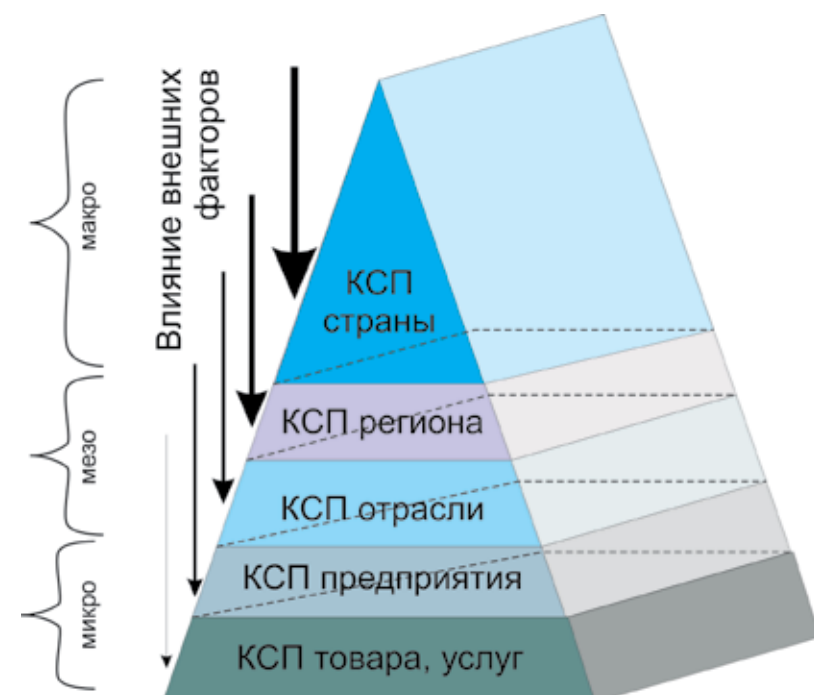 макро
мезо
микро
Влияние внешних
факторов
КСП
страны
КСП региона
КСП отрасли
КСП предприятия
КСП товара, услуг